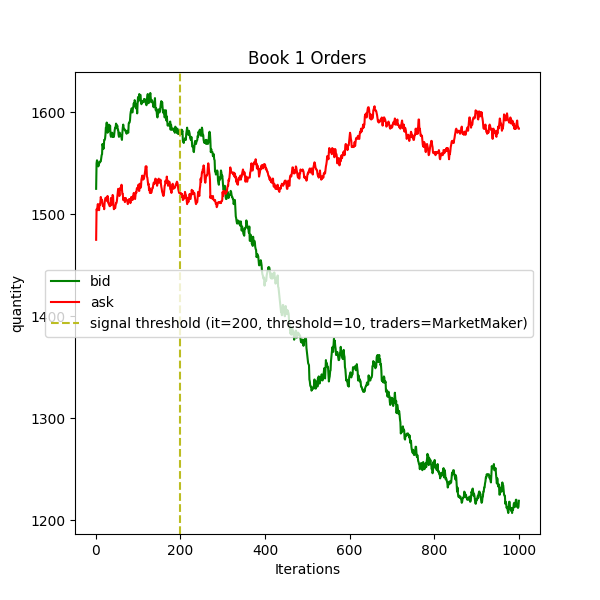 Book 1 Orders
1600
1500
1400
1300
1200
quantity
bid
ask
signal threshold (it=200, threshold=10, traders=MarketMaker)
0 200 400 600 800 1000
Iterations